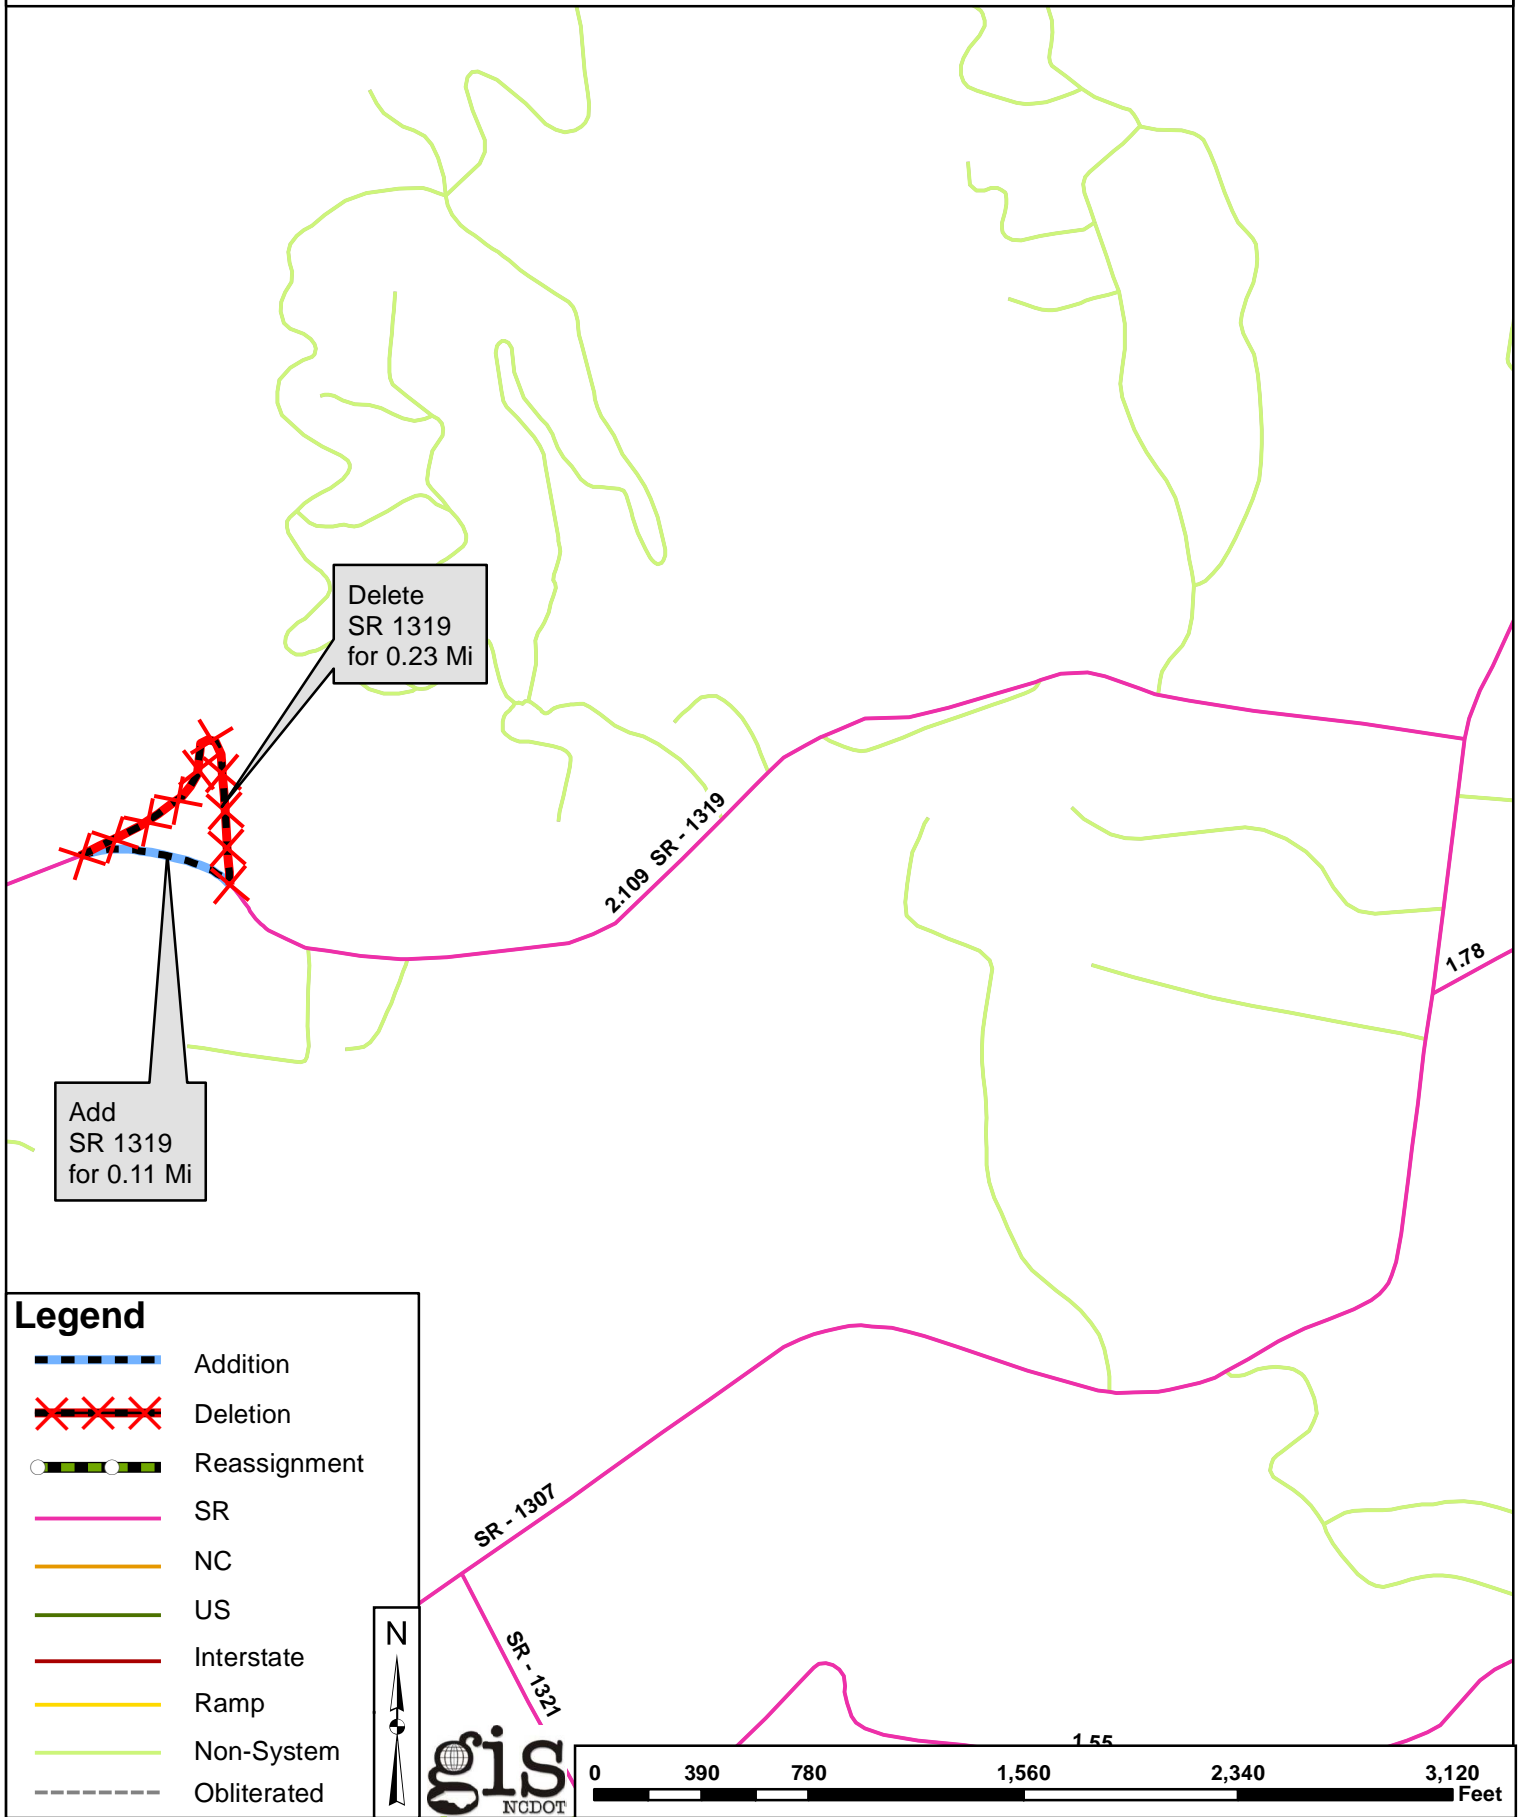 Delete
SR 1319
for 0.23 Mi
2.109 SR - 1319
1.78
Add
SR 1319
for 0.11 Mi
Legend
Addition
Deletion
Reassignment
SR
NC
US
Interstate
Ramp
Non-System
Obliterated
N
SR - 1307
SR - 1321
1.55
gis
NCDOT
0 390 780 1,560 2,340 3,120
Feet